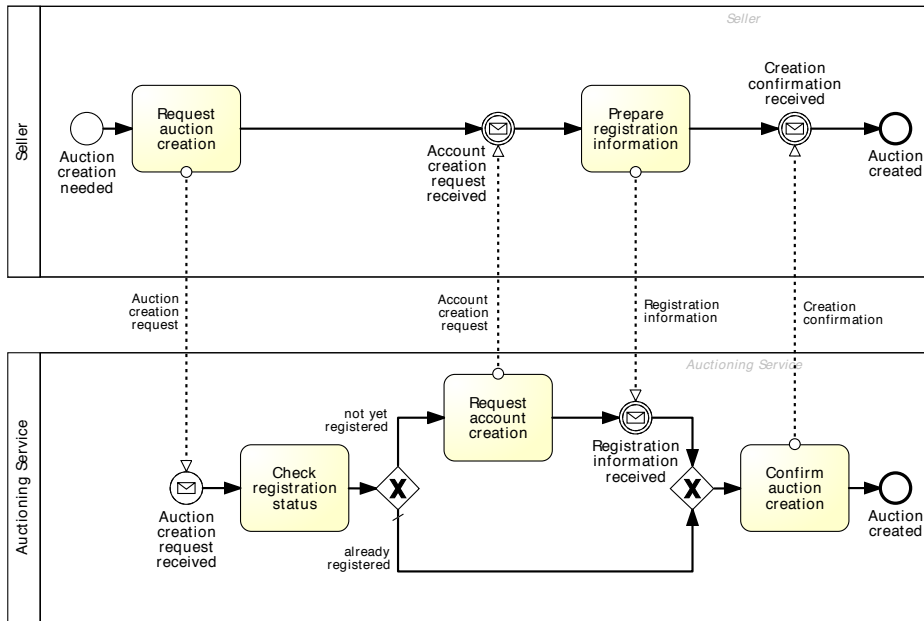 Seller
Seller
Request
auction
creation
Auction
creation
needed
Account
creation
request
received
Prepare
registration
information
Creation
confirmation
received
Auction
created
Auction
creation
request
Account
creation
request
Registration
information
Creation
confirmation
Auctioning Service
Auctioning Service
Auction
creation
request
received
Check
registration
status
not yet
registered
already
registered
Request
account
creation
Registration
information
received
Confirm
auction
creation
Auction
created